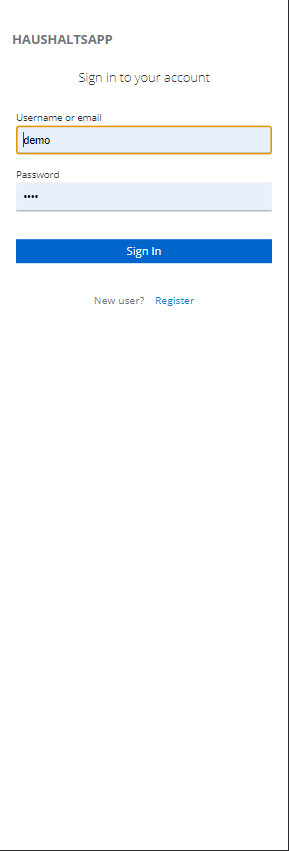 HAUSHALTSAPP
Sign in to your account
Username or email
demo
Password
••••
Sign In
New user? Register